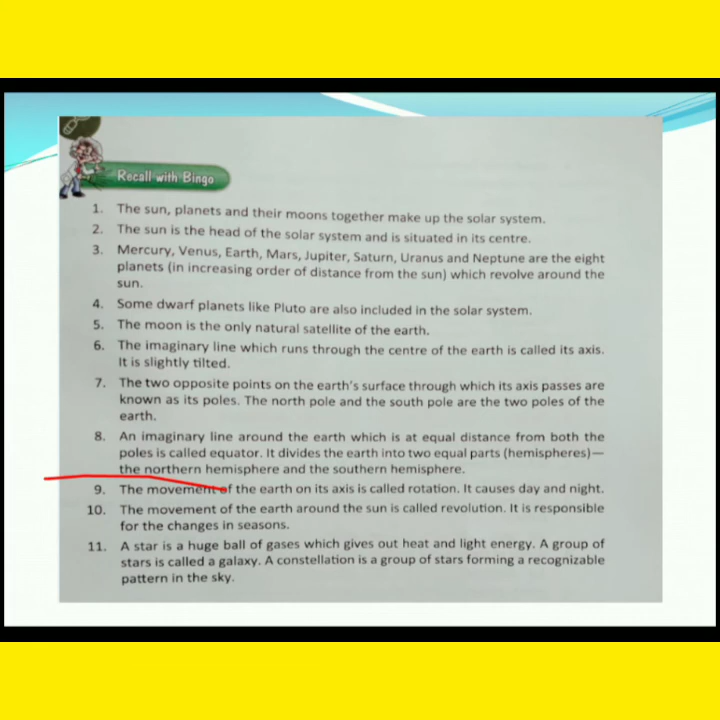 Recall with Bingo
1. The sun, planets and their moons together make up the solar system.
2. The sun is the head of the solar system and is situated in its centre.
3. Mercury, Venus, Earth, Mars, Jupiter, Saturn, Uranus and Neptune are the eight
planets (in increasing order of distance from the sun) which revolve around the
sun.
4. Some dwarf planets like Pluto are also included in the solar system.
5. The moon is the only natural satellite of the earth.
6. The imaginary line which runs through the centre of the earth is called its axis.
It is slightly tilted.
7. The two opposite points on the earth's surface through which its axis passes are
known as its poles. The north pole and the south pole are the two poles of the
earth.
8. An imaginary line around the earth which is at equal distance from both the
poles is called equator. It divides the earth into two equal parts (hemispheres)—
the northern hemisphere and the southern hemisphere.
9. The movement of the earth on its axis is called rotation. It causes day and night.
10. The movement of the earth around the sun is called revolution. It is responsible
for the changes in seasons.
11. A star is a huge ball of gases which gives out heat and light energy. A group of
stars is called a galaxy. A constellation is a group of stars forming a recognizable
pattern in the sky.